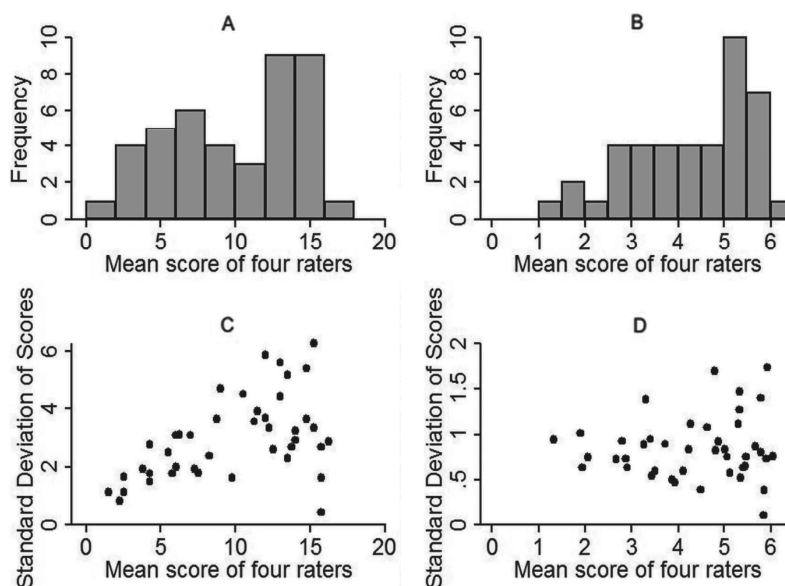 A
Frequency
10
8
6
4
2
0
0 5 10 15 20
Mean score of four raters
B
Frequency
10
8
6
4
2
0
0 1 2 3 4 5 6
Mean score of four raters
C
Standard Deviation of Scores
6
4
2
0
0 5 10 15 20
Mean score of four raters
D
Standard Deviation of Scores
2
1.5
1
.5
0
0 1 2 3 4 5 6
Mean score of four raters